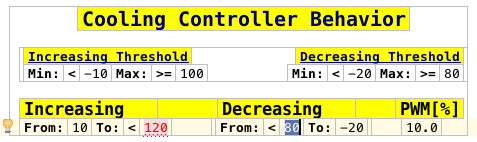 Cooling Controller Behavior
Increasing Threshold Decreasing Threshold
Min: < -10 Max: >= 100 Min: < -20 Max: >= 80
Increasing Decreasing PWM[%]
From: 10 To: < 120 From: < 80 To: -20 10.0